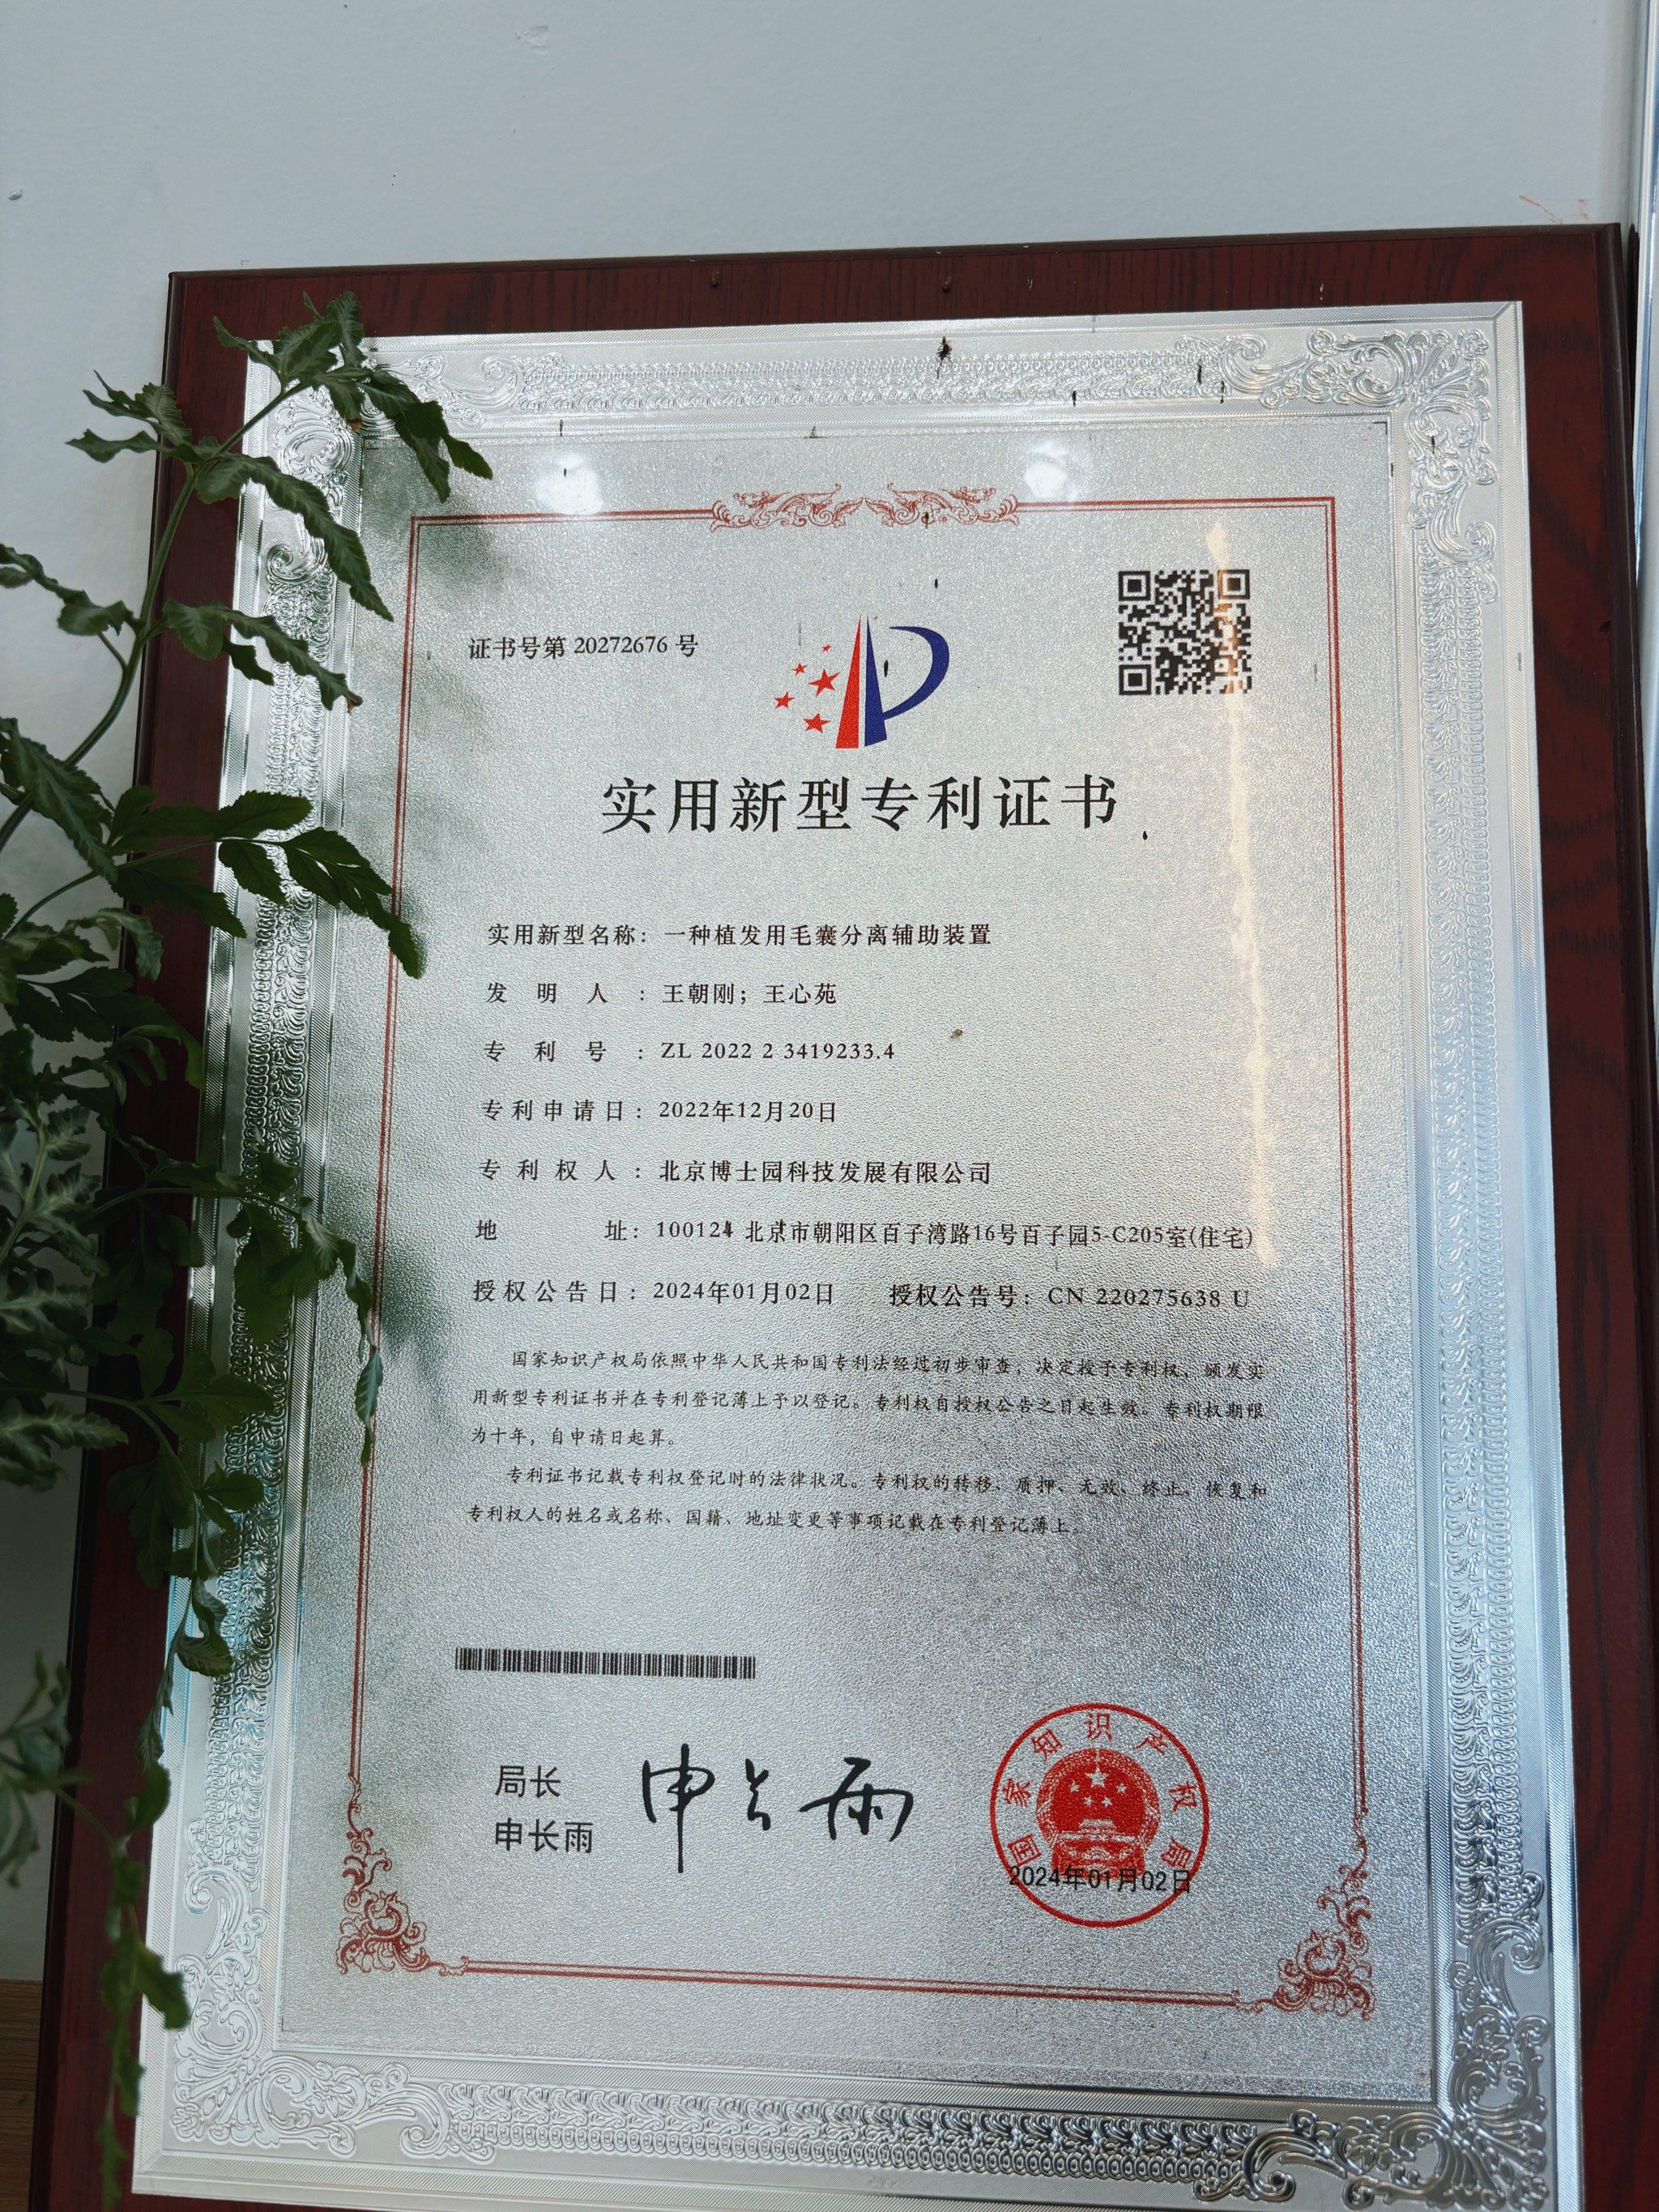 证书号第 20272676 号
实用新型专利证书
实用新型名称：一种植发用毛囊分离辅助装置
发明人：王朝刚；王心苑
专利号：ZL 2022 2 3419233.4
专利申请日：2022年12月20日
专利权人：北京博士园科技发展有限公司
地址：100124 北京市朝阳区百子湾路16号百子园5-C205室(住宅)
授权公告日：2024年01月02日 授权公告号：CN 220275638 U
国家知识产权局依照中华人民共和国专利法经过初步审查，决定授予专利权，颁发实
用新型专利证书并在专利登记薄上予以登记。专利权自授权公告之日起生效。专利权期限
为十年，自申请日起算。
专利证书记载专利权登记时的法律状况。专利权的转移、质押、无效、终止、恢复和
专利权人的姓名或名称、国籍、地址变更等事项记载在专利登记薄上。
局长
申长雨
申长雨
国家知识产权局
2024年01月02日